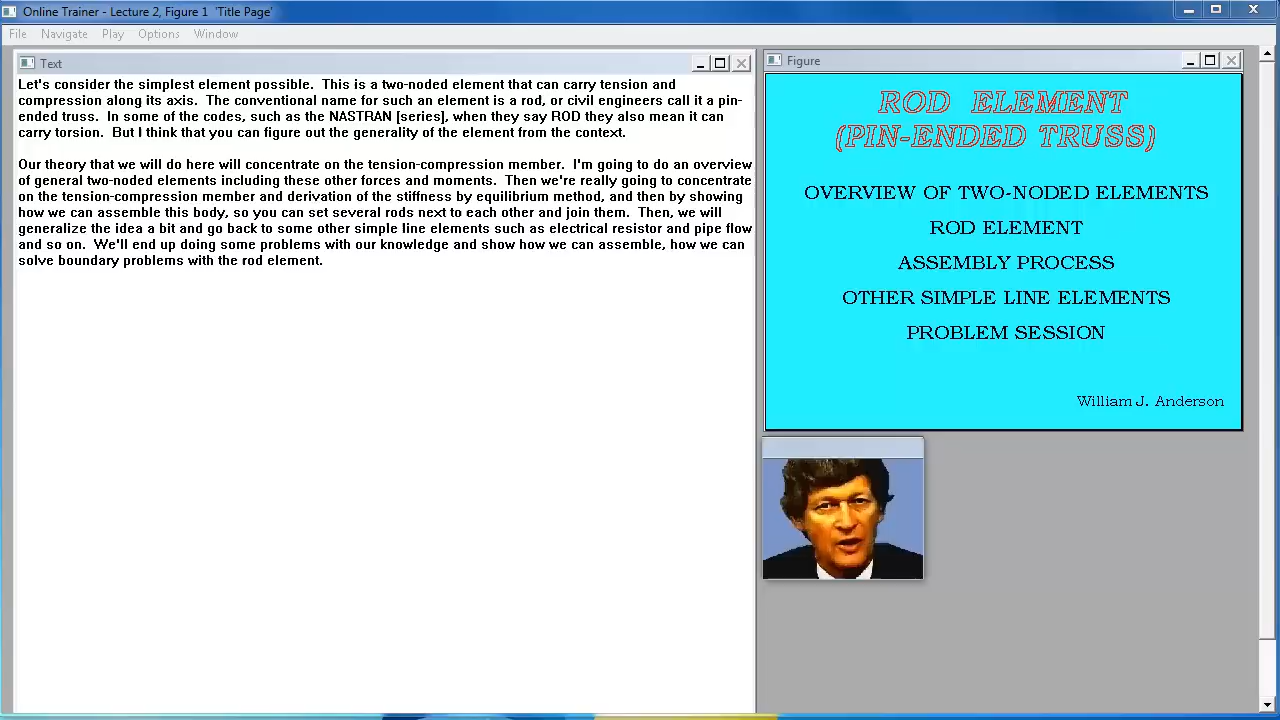 Online Trainer - Lecture 2, Figure 1 'Title Page'
File Navigate Play Options Window
Text
Let's consider the simplest element possible. This is a two-noded element that can carry tension and
compression along its axis. The conventional name for such an element is a rod, or civil engineers call it a pin-
ended truss. In some of the codes, such as the NASTRAN [series], when they say ROD they also mean it can
carry torsion. But I think that you can figure out the generality of the element from the context.
Our theory that we will do here will concentrate on the tension-compression member. I'm going to do an overview
of general two-noded elements including these other forces and moments. Then we're really going to concentrate
on the tension-compression member and derivation of the stiffness by equilibrium method, and then by showing
how we can assemble this body, so you can set several rods next to each other and join them. Then, we will
generalize the idea a bit and go back to some other simple line elements such as electrical resistor and pipe flow
and so on. We'll end up doing some problems with our knowledge and show how we can assemble, how we can
solve boundary problems with the rod element.
Figure
ROD ELEMENT
(PIN-ENDED TRUSS)
OVERVIEW OF TWO-NODED ELEMENTS
ROD ELEMENT
ASSEMBLY PROCESS
OTHER SIMPLE LINE ELEMENTS
PROBLEM SESSION
William J. Anderson